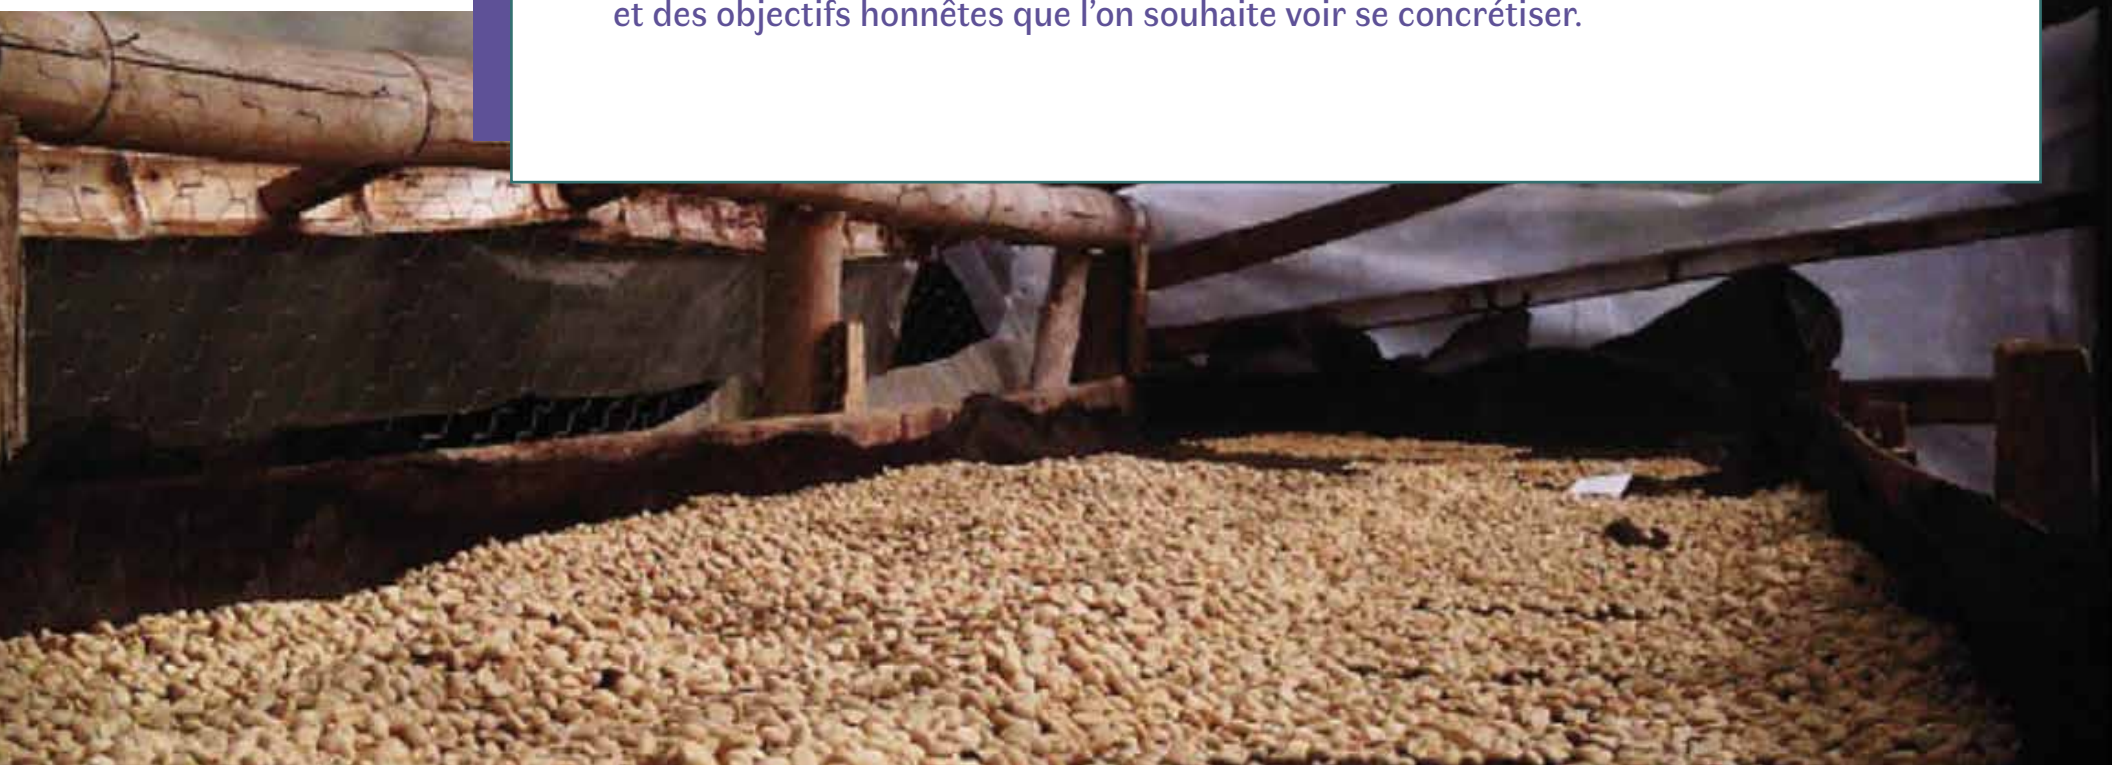 et des objectifs honnêtes que l’on souhaite voir se concrétiser.